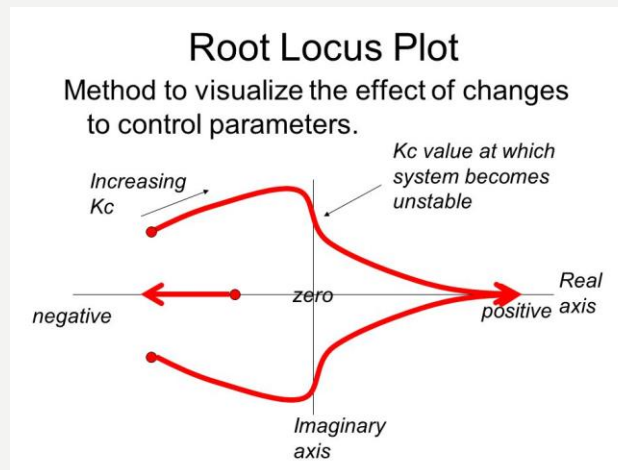 Root Locus Plot
Method to visualize the effect of changes
to control parameters.
Increasing
Kc
Kc value at which
system becomes
unstable
zero
Real
axis
negative
positive
Imaginary
axis